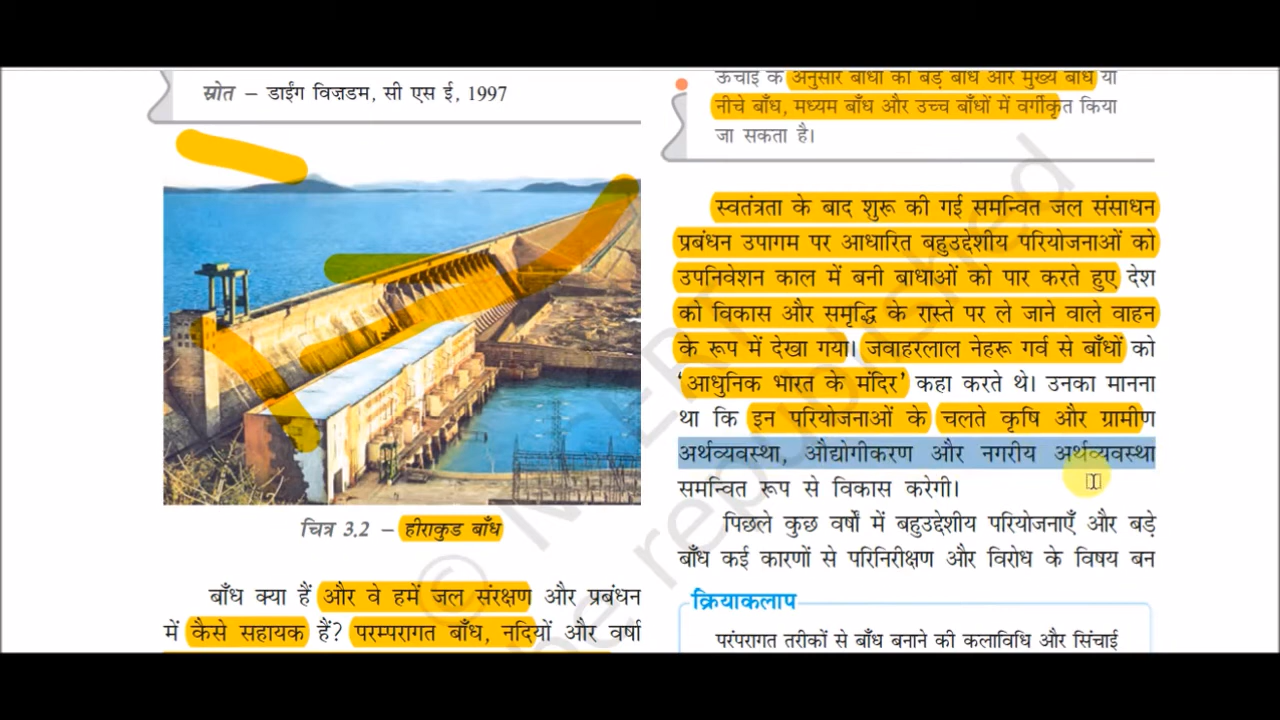 स्रोत – डाईंग विज़डम, सी एस ई, 1997
चित्र 3.2 – हीराकुड बाँध
बाँध क्या हैं और वे हमें जल संरक्षण और प्रबंधन
में कैसे सहायक हैं? परम्परागत बाँध, नदियों और वर्षा
ऊँचाई के अनुसार बाँधों को बड़े बाँध और मुख्य बाँध या
नीचे बाँध, मध्यम बाँध और उच्च बाँधों में वर्गीकृत किया
जा सकता है।
स्वतंत्रता के बाद शुरू की गई समन्वित जल संसाधन
प्रबंधन उपागम पर आधारित बहुउद्देशीय परियोजनाओं को
उपनिवेशन काल में बनी बाधाओं को पार करते हुए देश
को विकास और समृद्धि के रास्ते पर ले जाने वाले वाहन
के रूप में देखा गया। जवाहरलाल नेहरू गर्व से बाँधों को
‘आधुनिक भारत के मंदिर’ कहा करते थे। उनका मानना
था कि इन परियोजनाओं के चलते कृषि और ग्रामीण
अर्थव्यवस्था, औद्योगीकरण और नगरीय अर्थव्यवस्था
समन्वित रूप से विकास करेगी।
पिछले कुछ वर्षों में बहुउद्देशीय परियोजनाएँ और बड़े
बाँध कई कारणों से परिनिरीक्षण और विरोध के विषय बन
क्रियाकलाप
परंपरागत तरीकों से बाँध बनाने की कलाविधि और सिंचाई